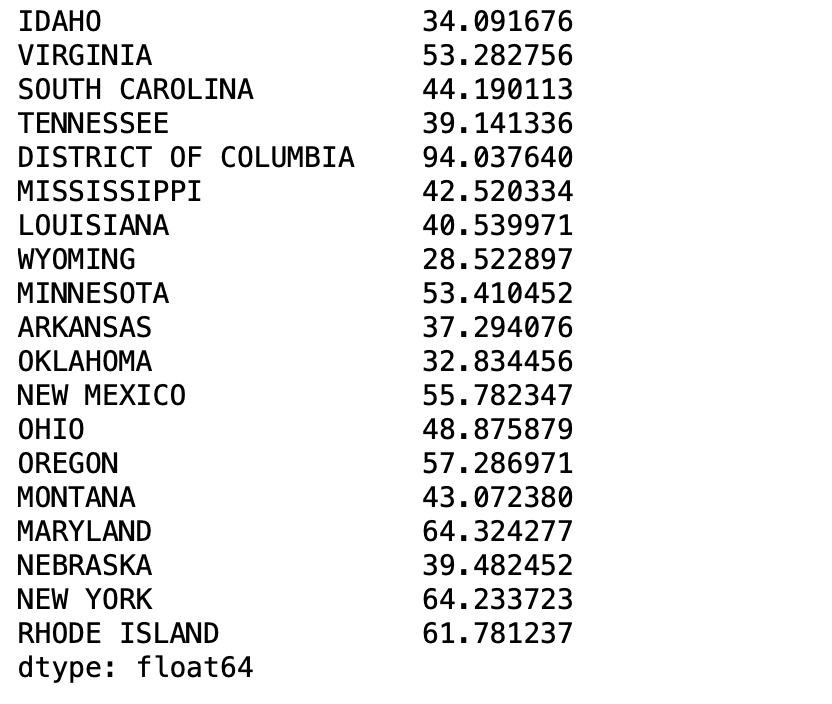 IDAHO 34.091676
VIRGINIA 53.282756
SOUTH CAROLINA 44.190113
TENNESSEE 39.141336
DISTRICT OF COLUMBIA 94.037640
MISSISSIPPI 42.520334
LOUISIANA 40.539971
WYOMING 28.522897
MINNESOTA 53.410452
ARKANSAS 37.294076
OKLAHOMA 32.834456
NEW MEXICO 55.782347
OHIO 48.875879
OREGON 57.286971
MONTANA 43.072380
MARYLAND 64.324277
NEBRASKA 39.482452
NEW YORK 64.233723
RHODE ISLAND 61.781237
dtype: float64